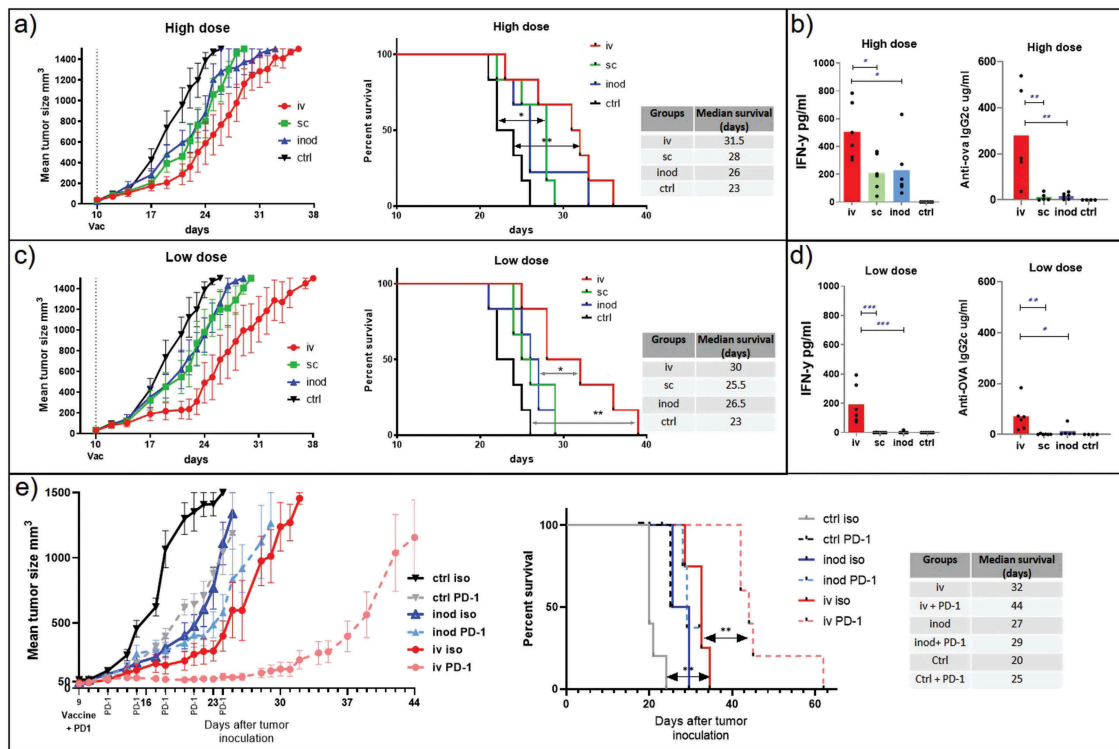 a)
High dose
Mean tumor size mm³
1400
1200
1000
800
600
400
200
0
10
17
24
31
38
Vac
days
iv
sc
inod
ctrl
High dose
Percent survival
100
50
0
10
20
30
40
days
iv
sc
inod
ctrl
*
**
Groups Median survival (days)
iv 31.5
sc 28
inod 26
ctrl 23
b)
High dose
IFN-y pg/ml
1000
800
600
400
200
0
iv sc inod ctrl
*
*
High dose
Anti-ova IgG2c ug/ml
600
400
200
0
iv sc inod ctrl
**
**
c)
Low dose
Mean tumor size mm³
1400
1200
1000
800
600
400
200
0
10
17
24
31
38
Vac
days
iv
sc
inod
ctrl
Low dose
Percent survival
100
50
0
10
20
30
40
days
iv
sc
inod
ctrl
*
**
Groups Median survival (days)
iv 30
sc 25.5
inod 26.5
ctrl 23
d)
Low dose
IFN-y pg/ml
1000
800
600
400
200
0
iv sc inod ctrl
***
***
Low dose
Anti-OVA IgG2c ug/ml
600
400
200
0
iv sc inod ctrl
**
*
e)
Mean tumor size mm³
1500
1000
500
50
0
9
16
23
30
37
44
PD-1
PD-1
PD-1
PD-1
PD-1
Vaccine
+ PD1
Days after tumor
inoculation
ctrl iso
ctrl PD-1
inod iso
inod PD-1
iv iso
iv PD-1
Percent survival
100
50
0
0
20
40
60
Days after tumor
inoculation
**
**
ctrl iso
ctrl PD-1
inod iso
inod PD-1
iv iso
iv PD-1
Groups Median survival (days)
iv 32
iv + PD-1 44
inod 27
inod+ PD-1 29
Ctrl 20
Ctrl + PD-1 25